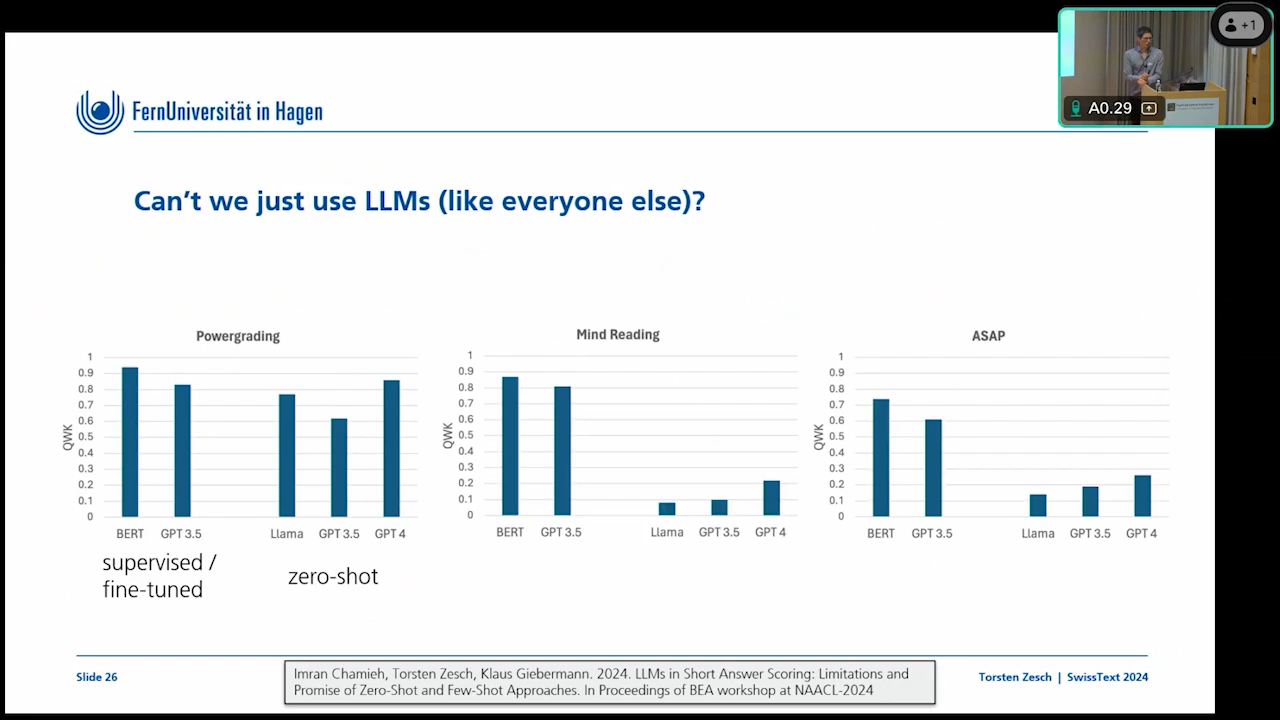 +1
A0.29
FernUniversität in Hagen
Can't we just use LLMs (like everyone else)?
Powergrading
1
0.9
0.8
0.7
0.6
0.5
0.4
0.3
0.2
0.1
0
QWK
BERT GPT 3.5 Llama GPT 3.5 GPT 4
supervised /
fine-tuned
zero-shot
Mind Reading
1
0.9
0.8
0.7
0.6
0.5
0.4
0.3
0.2
0.1
0
QWK
BERT GPT 3.5 Llama GPT 3.5 GPT 4
ASAP
1
0.9
0.8
0.7
0.6
0.5
0.4
0.3
0.2
0.1
0
QWK
BERT GPT 3.5 Llama GPT 3.5 GPT 4
Slide 26
Imran Chamieh, Torsten Zesch, Klaus Giebermann. 2024. LLMs in Short Answer Scoring: Limitations and
Promise of Zero-Shot and Few-Shot Approaches. In Proceedings of BEA workshop at NAACL-2024
Torsten Zesch | SwissText 2024